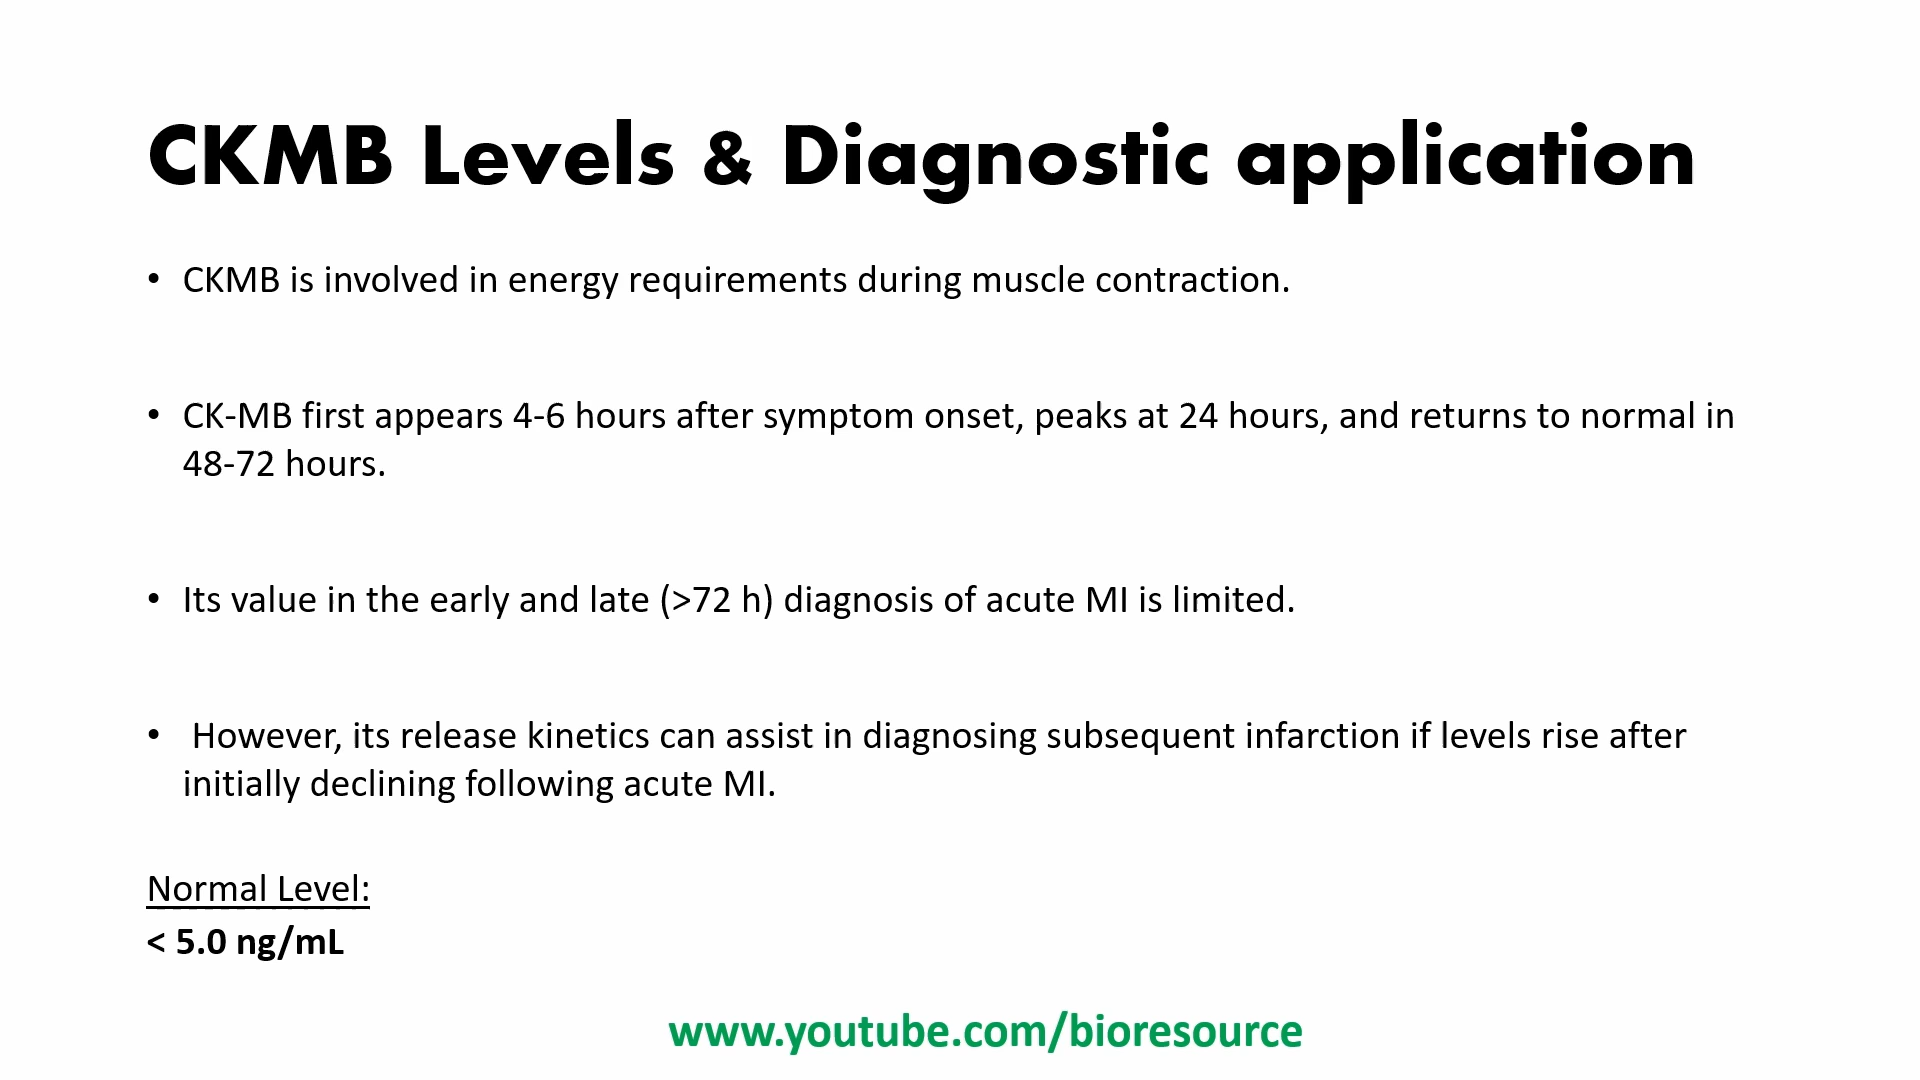 CKMB Levels & Diagnostic application
• CKMB is involved in energy requirements during muscle contraction.
• CK-MB first appears 4-6 hours after symptom onset, peaks at 24 hours, and returns to normal in
48-72 hours.
• Its value in the early and late (>72 h) diagnosis of acute MI is limited.
• However, its release kinetics can assist in diagnosing subsequent infarction if levels rise after
initially declining following acute MI.
Normal Level:
< 5.0 ng/mL
www.youtube.com/bioresource